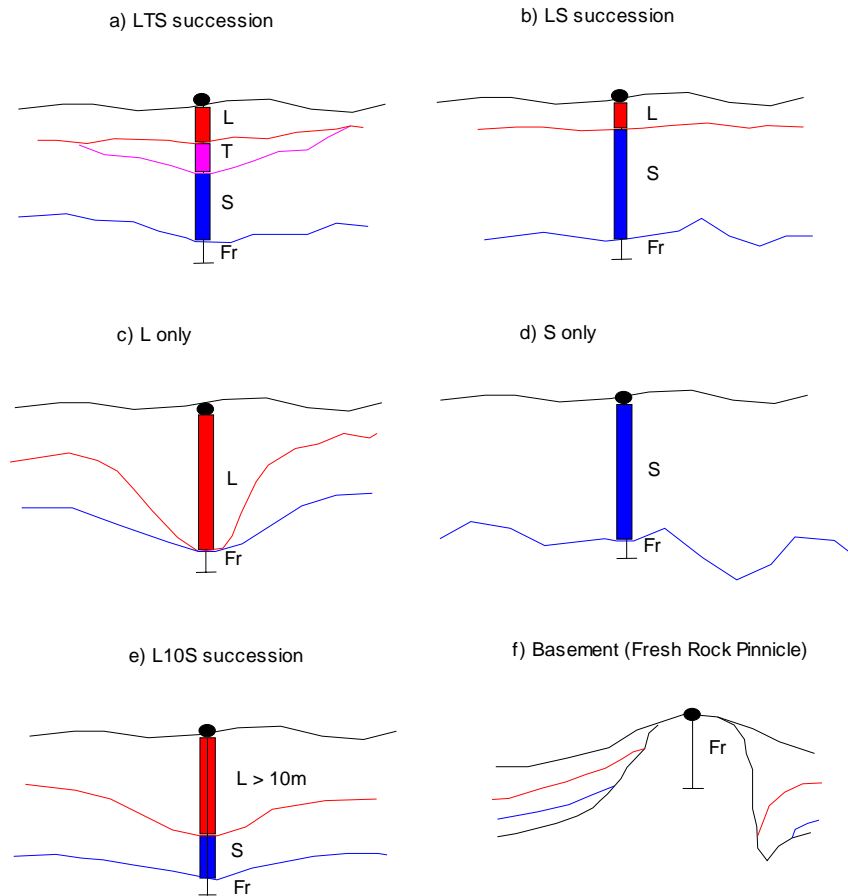 a) LTS succession
L
T
S
Fr
b) LS succession
L
S
Fr
c) L only
L
Fr
d) S only
S
Fr
e) L10S succession
L > 10m
S
Fr
f) Basement (Fresh Rock Pinnicle)
Fr